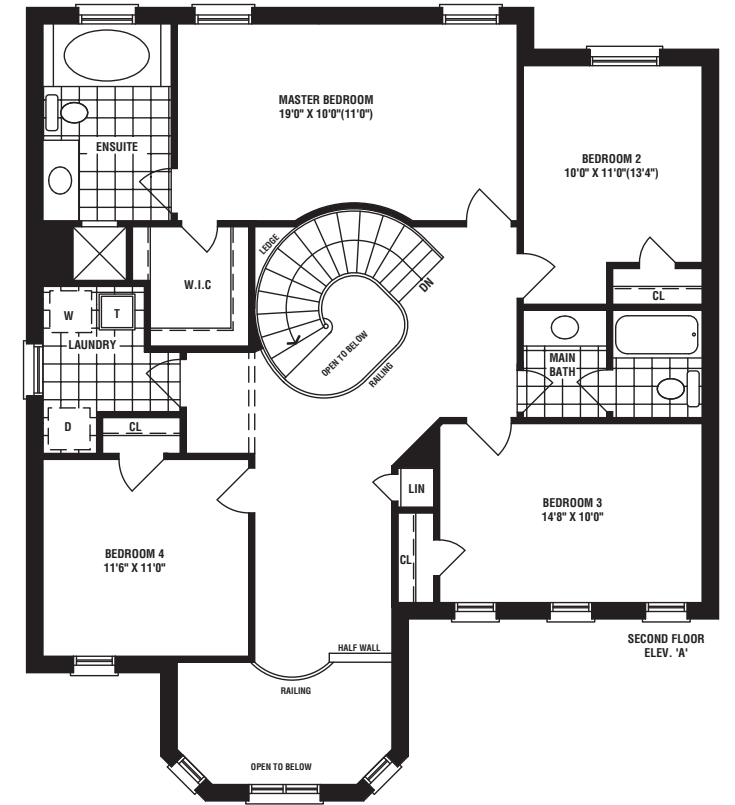 MASTER BEDROOM
19'0" X 10'0"(11'0")
ENSUITE
BEDROOM 2
10'0" X 11'0"(13'4")
LEDGE
W.I.C
DN
CL
W
T
LAUNDRY
OPEN TO BELOW
RAILING
MAIN
BATH
D
CL
LIN
BEDROOM 3
14'8" X 10'0"
BEDROOM 4
11'6" X 11'0"
CL
SECOND FLOOR
ELEV. 'A'
HALF WALL
RAILING
OPEN TO BELOW